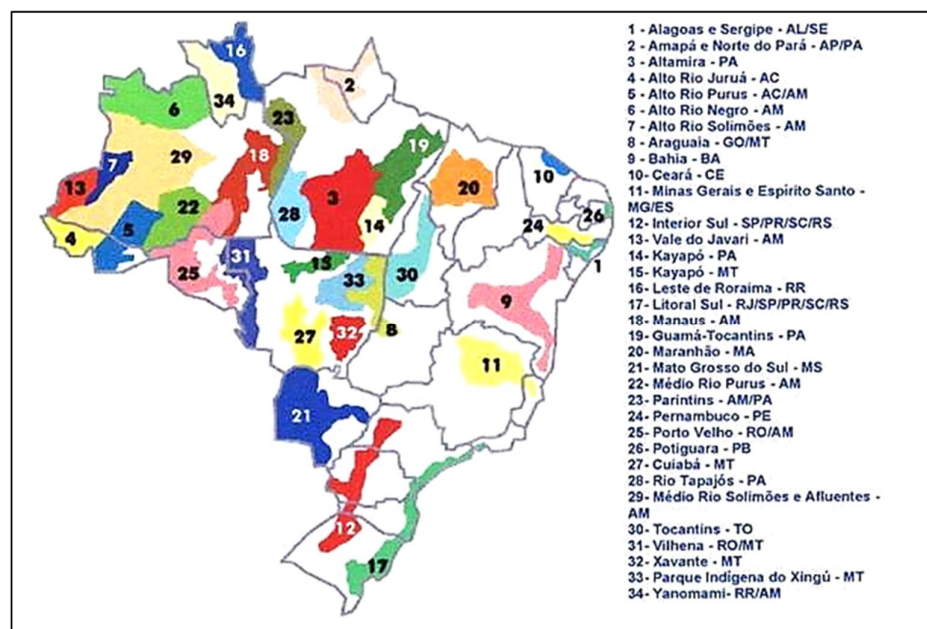 16
2
34
6
23
19
7
29
18
10
13
20
26
22
3
24
28
14
5
4
1
31
15
25
33
30
9
8
27
32
11
21
12
17
1 - Alagoas e Sergipe - AL/SE
2 - Amapá e Norte do Pará - AP/PA
3 - Altamira - PA
4 - Alto Rio Juruá - AC
5 - Alto Rio Purus - AC/AM
6 - Alto Rio Negro - AM
7 - Alto Rio Solimões - AM
8 - Araguaia - GO/MT
9 - Bahia - BA
10- Ceará - CE
11- Minas Gerais e Espírito Santo -
MG/ES
12- Interior Sul - SP/PR/SC/RS
13- Vale do Javari - AM
14- Kayapó - PA
15- Kayapó - MT
16- Leste de Roraima - RR
17- Litoral Sul - RJ/SP/PR/SC/RS
18- Manaus - AM
19- Guamá-Tocantins - PA
20- Maranhão - MA
21- Mato Grosso do Sul - MS
22- Médio Rio Purus - AM
23- Parintins - AM/PA
24- Pernambuco - PE
25- Porto Velho - RO/AM
26- Potiguara - PB
27- Cuiabá - MT
28- Rio Tapajós - PA
29- Médio Rio Solimões e Afluentes -
AM
30- Tocantins - TO
31- Vilhena - RO/MT
32- Xavante - MT
33- Parque Indígena do Xingú - MT
34- Yanomami- RR/AM